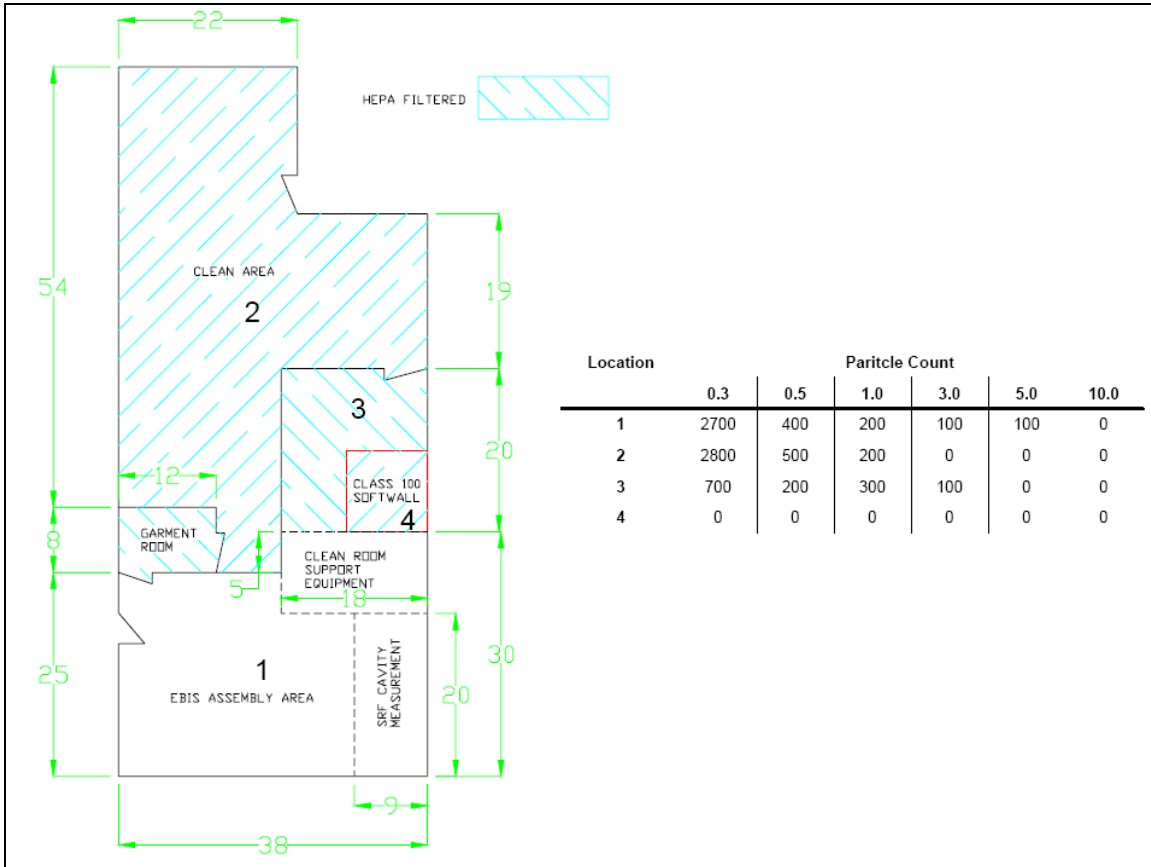 22
HEPA FILTERED
CLEAN AREA
2
54
19
Location Paritcle Count
0.3 0.5 1.0 3.0 5.0 10.0
1 2700 400 200 100 100 0
2 2800 500 200 0 0 0
3 700 200 300 100 0 0
4 0 0 0 0 0 0
3
20
12
CLASS 100
SOFTWALL
4
GARMENT
ROOM
8
CLEAN ROOM
SUPPORT
EQUIPMENT
5
18
30
25
1
EBIS ASSEMBLY AREA
SRF CAVITY
MEASUREMENT
20
9
38